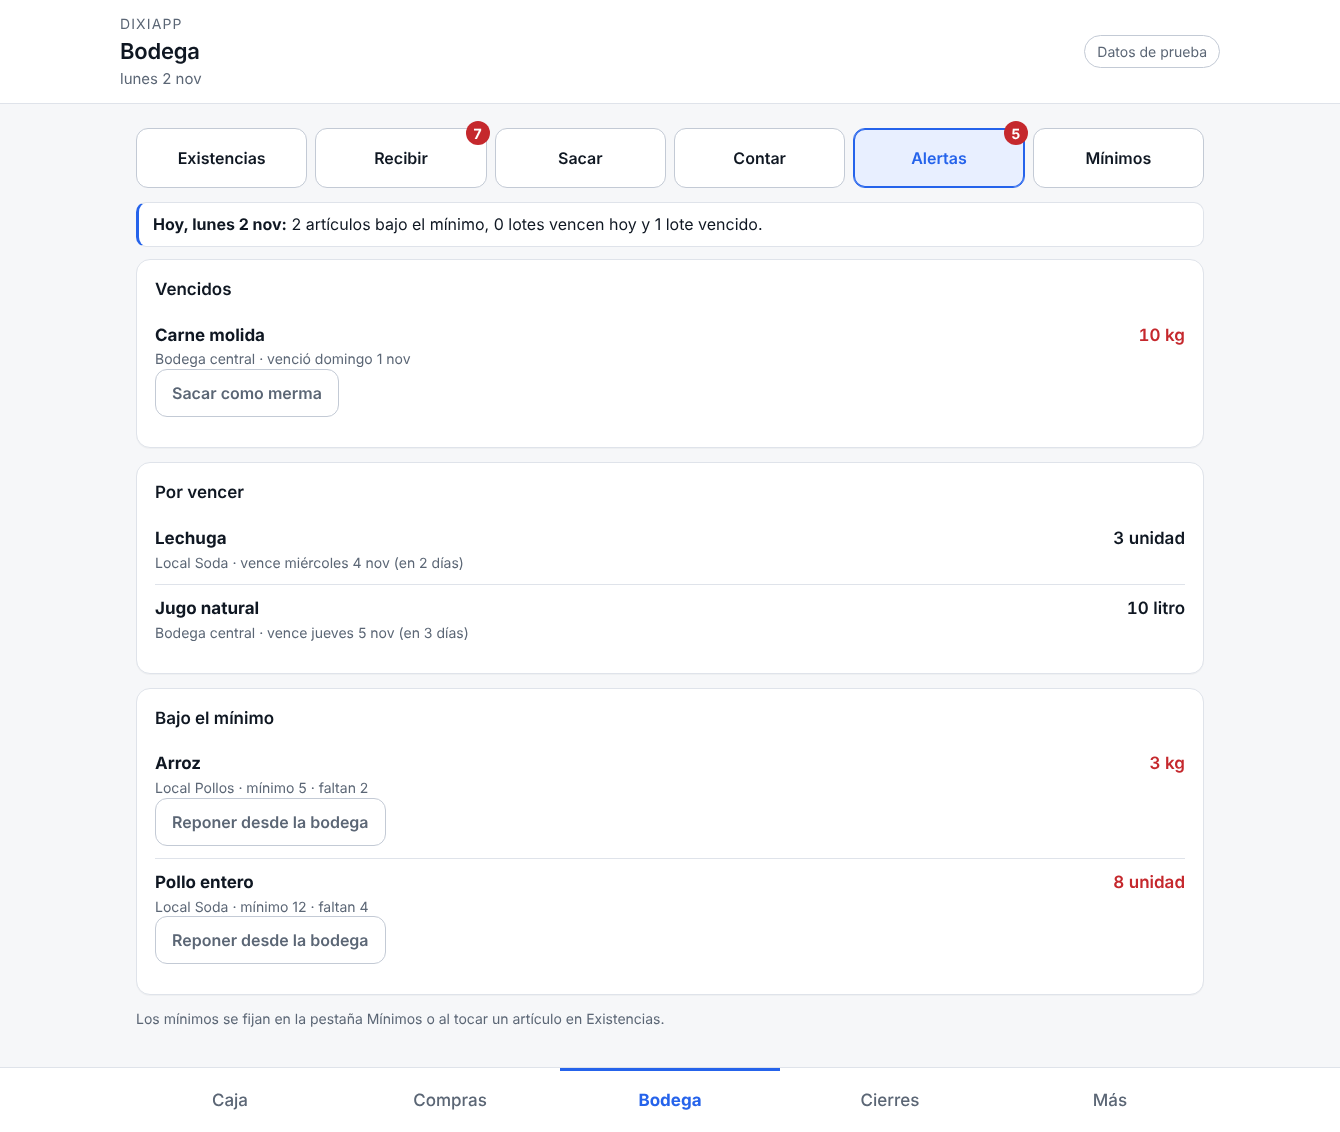 DIXIAPP
Bodega
lunes 2 nov
Datos de prueba
Existencias
Recibir
7
Sacar
Contar
Alertas
5
Mínimos
Hoy, lunes 2 nov: 2 artículos bajo el mínimo, 0 lotes vencen hoy y 1 lote vencido.
Vencidos
Carne molida
10 kg
Bodega central · venció domingo 1 nov
Sacar como merma
Por vencer
Lechuga
3 unidad
Local Soda · vence miércoles 4 nov (en 2 días)
Jugo natural
10 litro
Bodega central · vence jueves 5 nov (en 3 días)
Bajo el mínimo
Arroz
3 kg
Local Pollos · mínimo 5 · faltan 2
Reponer desde la bodega
Pollo entero
8 unidad
Local Soda · mínimo 12 · faltan 4
Reponer desde la bodega
Los mínimos se fijan en la pestaña Mínimos o al tocar un artículo en Existencias.
Caja
Compras
Bodega
Cierres
Más